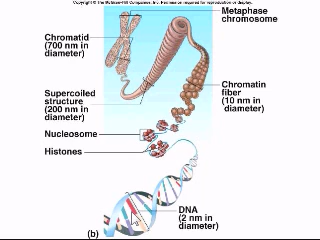 Copyright © The McGraw-Hill Companies, Inc. Permission required for reproduction or display.
Metaphase
chromosome
Chromatid
(700 nm in
diameter)
Chromatin
fiber
(10 nm in
diameter)
Supercoiled
structure
(200 nm in
diameter)
Nucleosome
Histones
DNA
(2 nm in
diameter)
(b)